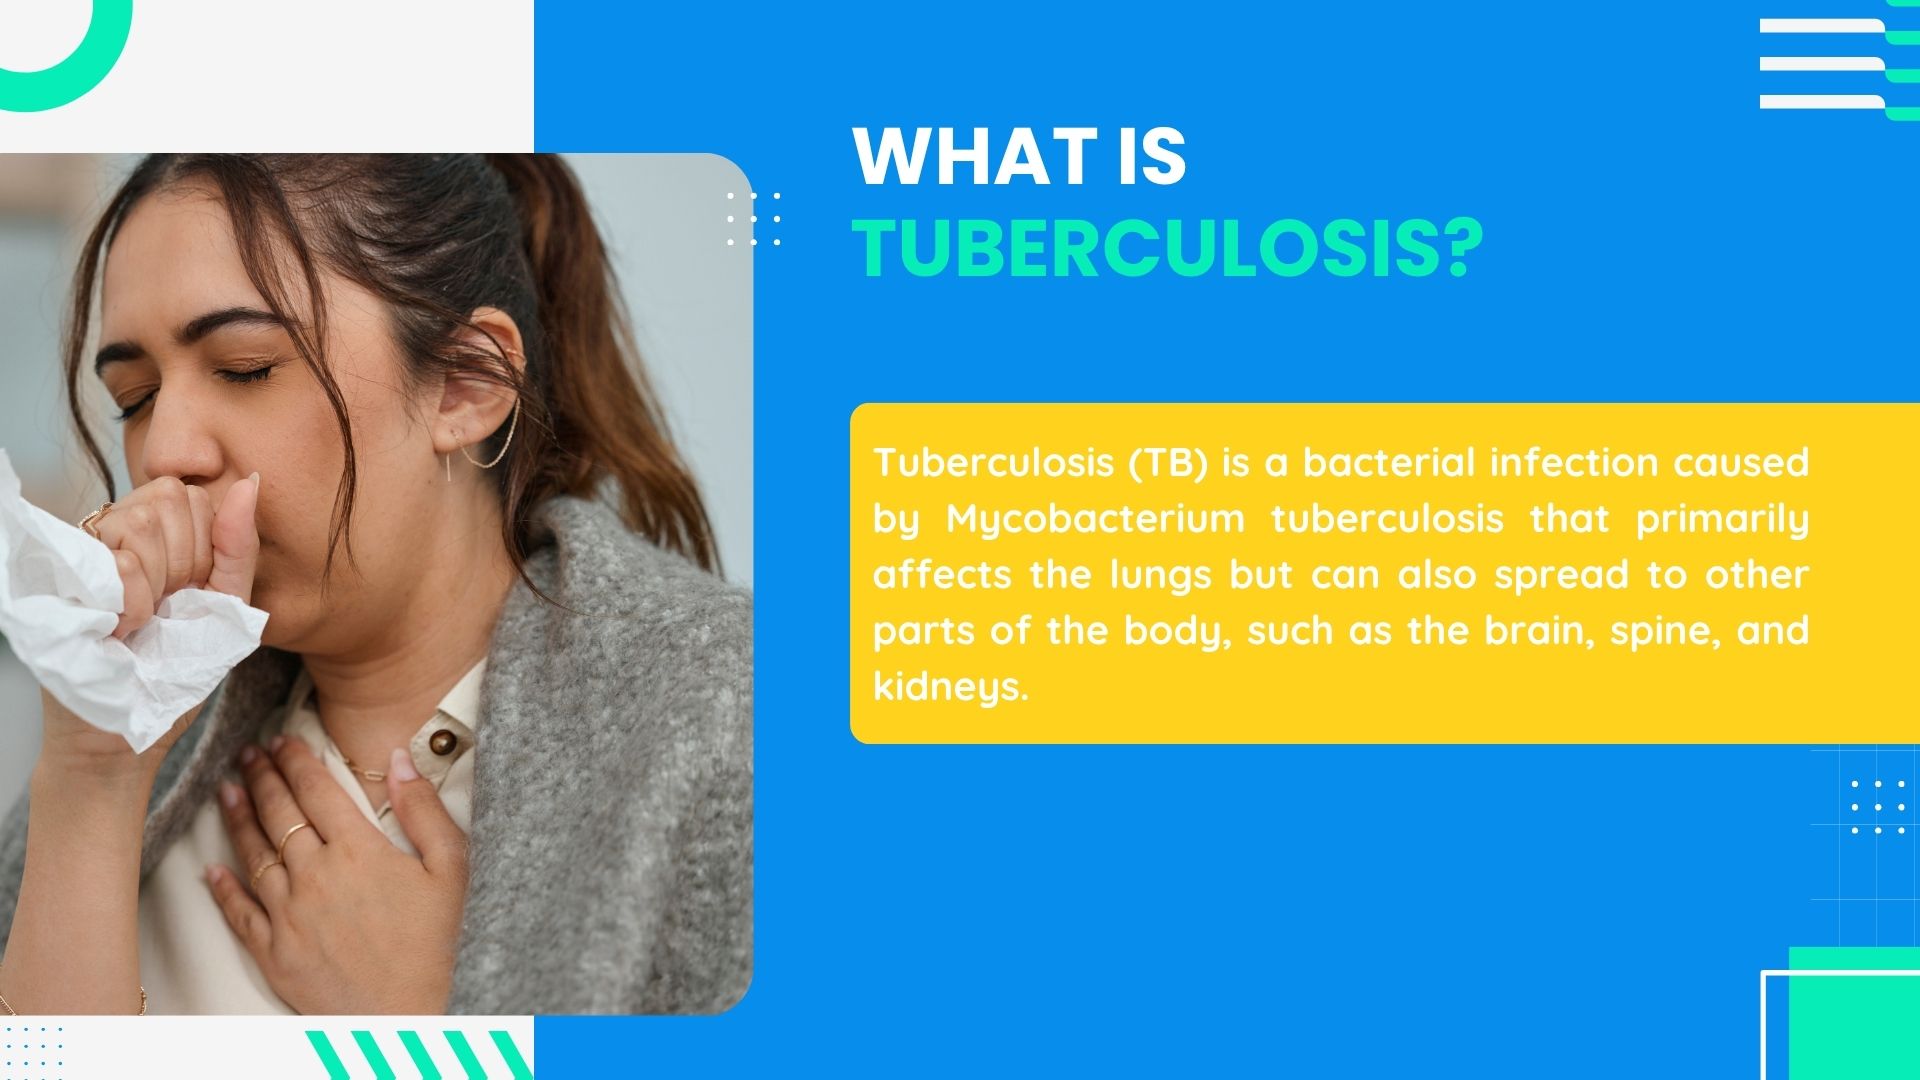 WHAT IS
TUBERCULOSIS?
Tuberculosis (TB) is a bacterial infection caused
by Mycobacterium tuberculosis that primarily
affects the lungs but can also spread to other
parts of the body, such as the brain, spine, and
kidneys.